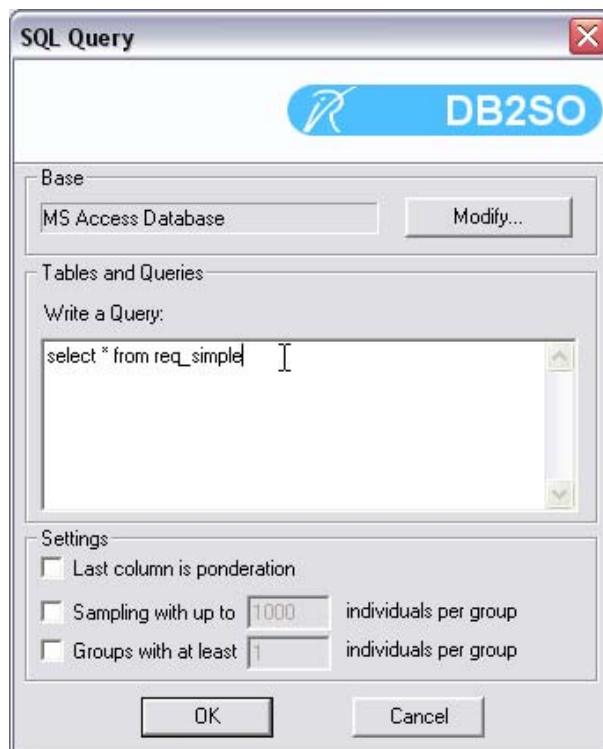 SQL Query
DB2SO
Base
MS Access Database
Modify...
Tables and Queries
Write a Query:
select * from req_simple
Settings
Last column is ponderation
Sampling with up to 1000 individuals per group
Groups with at least 1 individuals per group
OK Cancel